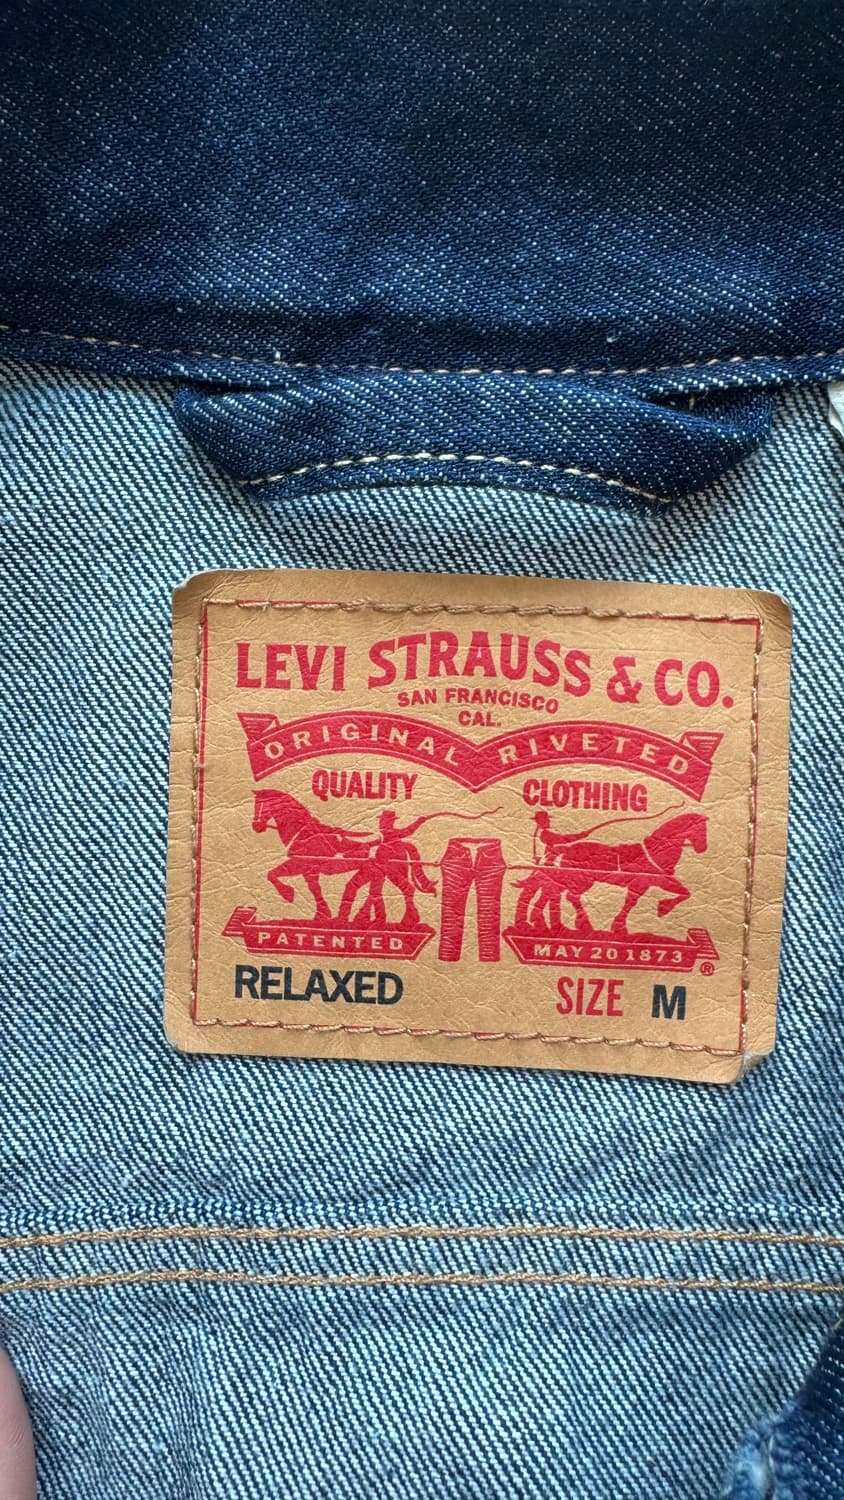 LEVI STRAUSS & CO.
SAN FRANCISCO
CAL.
ORIGINAL RIVETED
QUALITY CLOTHING
PATENTED MAY 20 1873 ®
RELAXED SIZE M